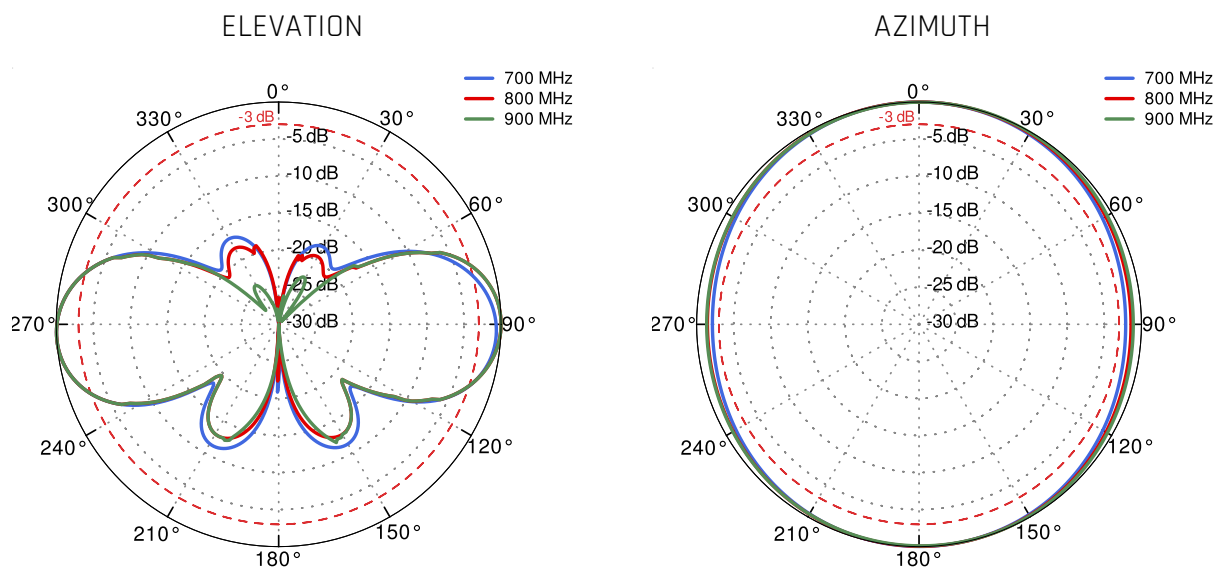 ELEVATION
700 MHz
800 MHz
900 MHz
0°
330°
-3 dB
30°
-5 dB
-10 dB
300°
60°
-15 dB
-20 dB
-25 dB
270°
-30 dB
90°
240°
120°
210°
150°
180°
AZIMUTH
700 MHz
800 MHz
900 MHz
0°
330°
-3 dB
30°
-5 dB
-10 dB
300°
60°
-15 dB
-20 dB
-25 dB
270°
-30 dB
90°
240°
120°
210°
150°
180°